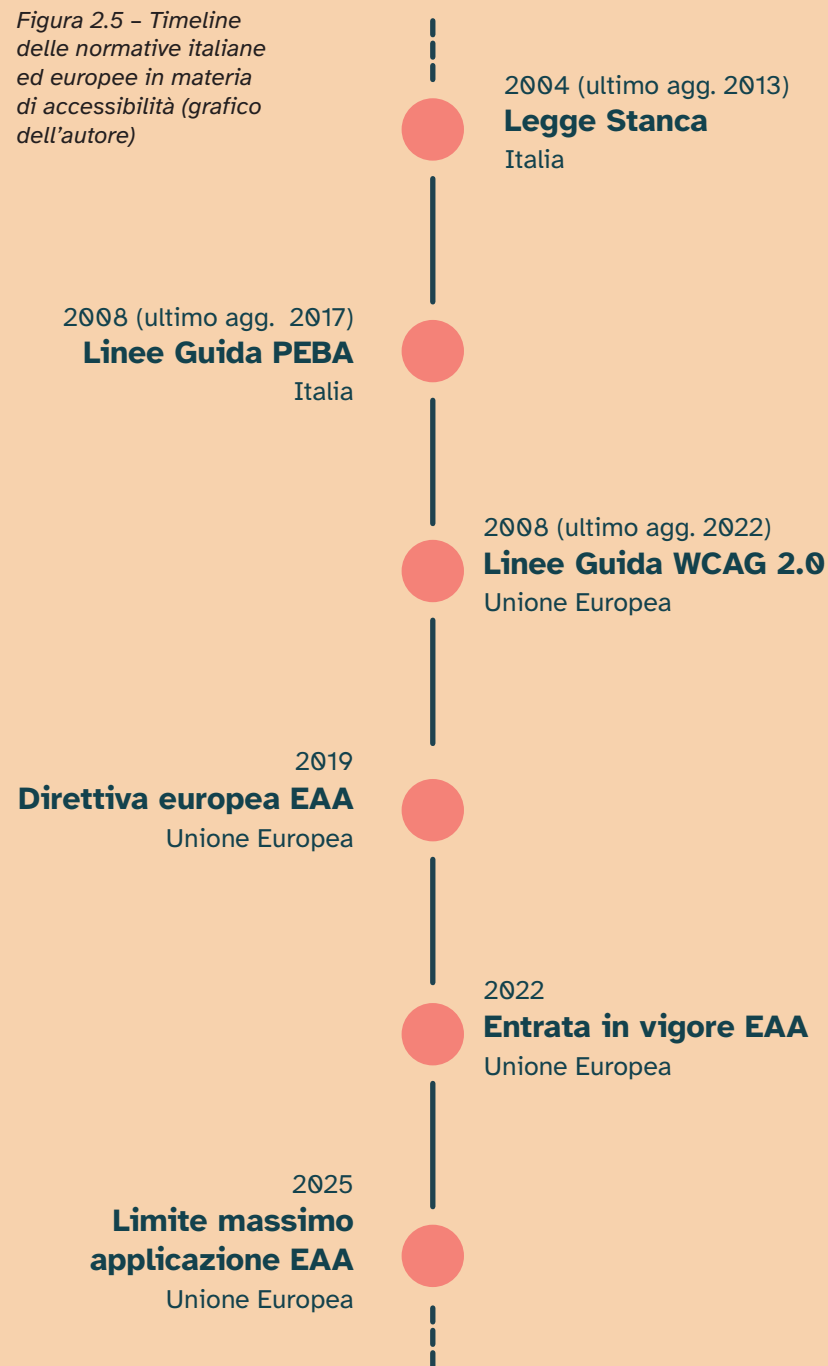 Figura 2.5 – Timeline
delle normative italiane
ed europee in materia
di accessibilità (grafico
dell’autore)
2004 (ultimo agg. 2013)
Legge Stanca
Italia
2008 (ultimo agg.  2017)
Linee Guida PEBA
Italia
2008 (ultimo agg. 2022)
Linee Guida WCAG 2.0
Unione Europea
2019
Direttiva europea EAA
Unione Europea
2022
Entrata in vigore EAA
Unione Europea
2025
Limite massimo
applicazione EAA
Unione Europea